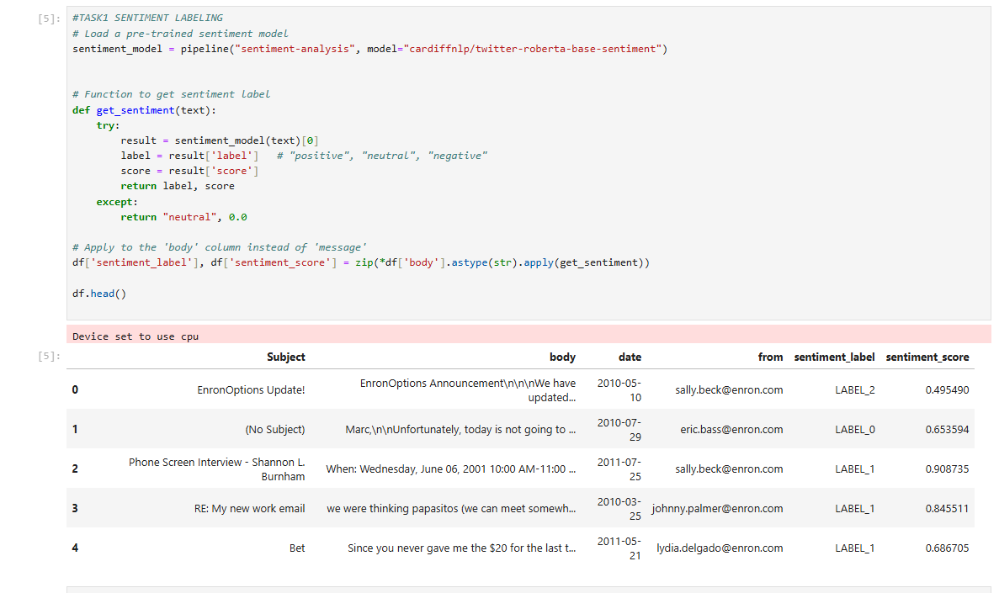 [5]:
#TASK1 SENTIMENT LABELING
# Load a pre-trained sentiment model
sentiment_model = pipeline("sentiment-analysis", model="cardiffnlp/twitter-roberta-base-sentiment")
# Function to get sentiment label
def get_sentiment(text):
    try:
        result = sentiment_model(text)[0]
        label = result['label']   # "positive", "neutral", "negative"
        score = result['score']
        return label, score
    except:
        return "neutral", 0.0
# Apply to the 'body' column instead of 'message'
df['sentiment_label'], df['sentiment_score'] = zip(*df['body'].astype(str).apply(get_sentiment))
df.head()
Device set to use cpu
[5]:
Subject body date from sentiment_label sentiment_score
0 EnronOptions Update! EnronOptions Announcement\n\n\nWe have updated... 2010-05-10 sally.beck@enron.com LABEL_2 0.495490
1 (No Subject) Marc,\n\nUnfortunately, today is not going to ... 2010-07-29 eric.bass@enron.com LABEL_0 0.653594
2 Phone Screen Interview - Shannon L. Burnham When: Wednesday, June 06, 2001 10:00 AM-11:00 ... 2011-07-25 sally.beck@enron.com LABEL_1 0.908735
3 RE: My new work email we were thinking papasitos (we can meet somewh... 2010-03-25 johnny.palmer@enron.com LABEL_1 0.845511
4 Bet Since you never gave me the $20 for the last t... 2011-05-21 lydia.delgado@enron.com LABEL_1 0.686705